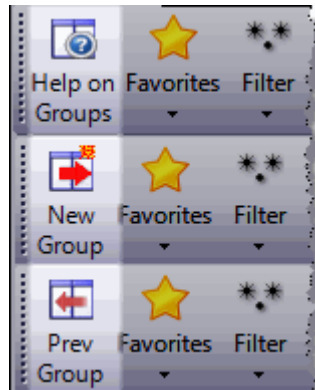 Help on Favorites Filter
Groups
New Favorites Filter
Group
Prev Favorites Filter
Group